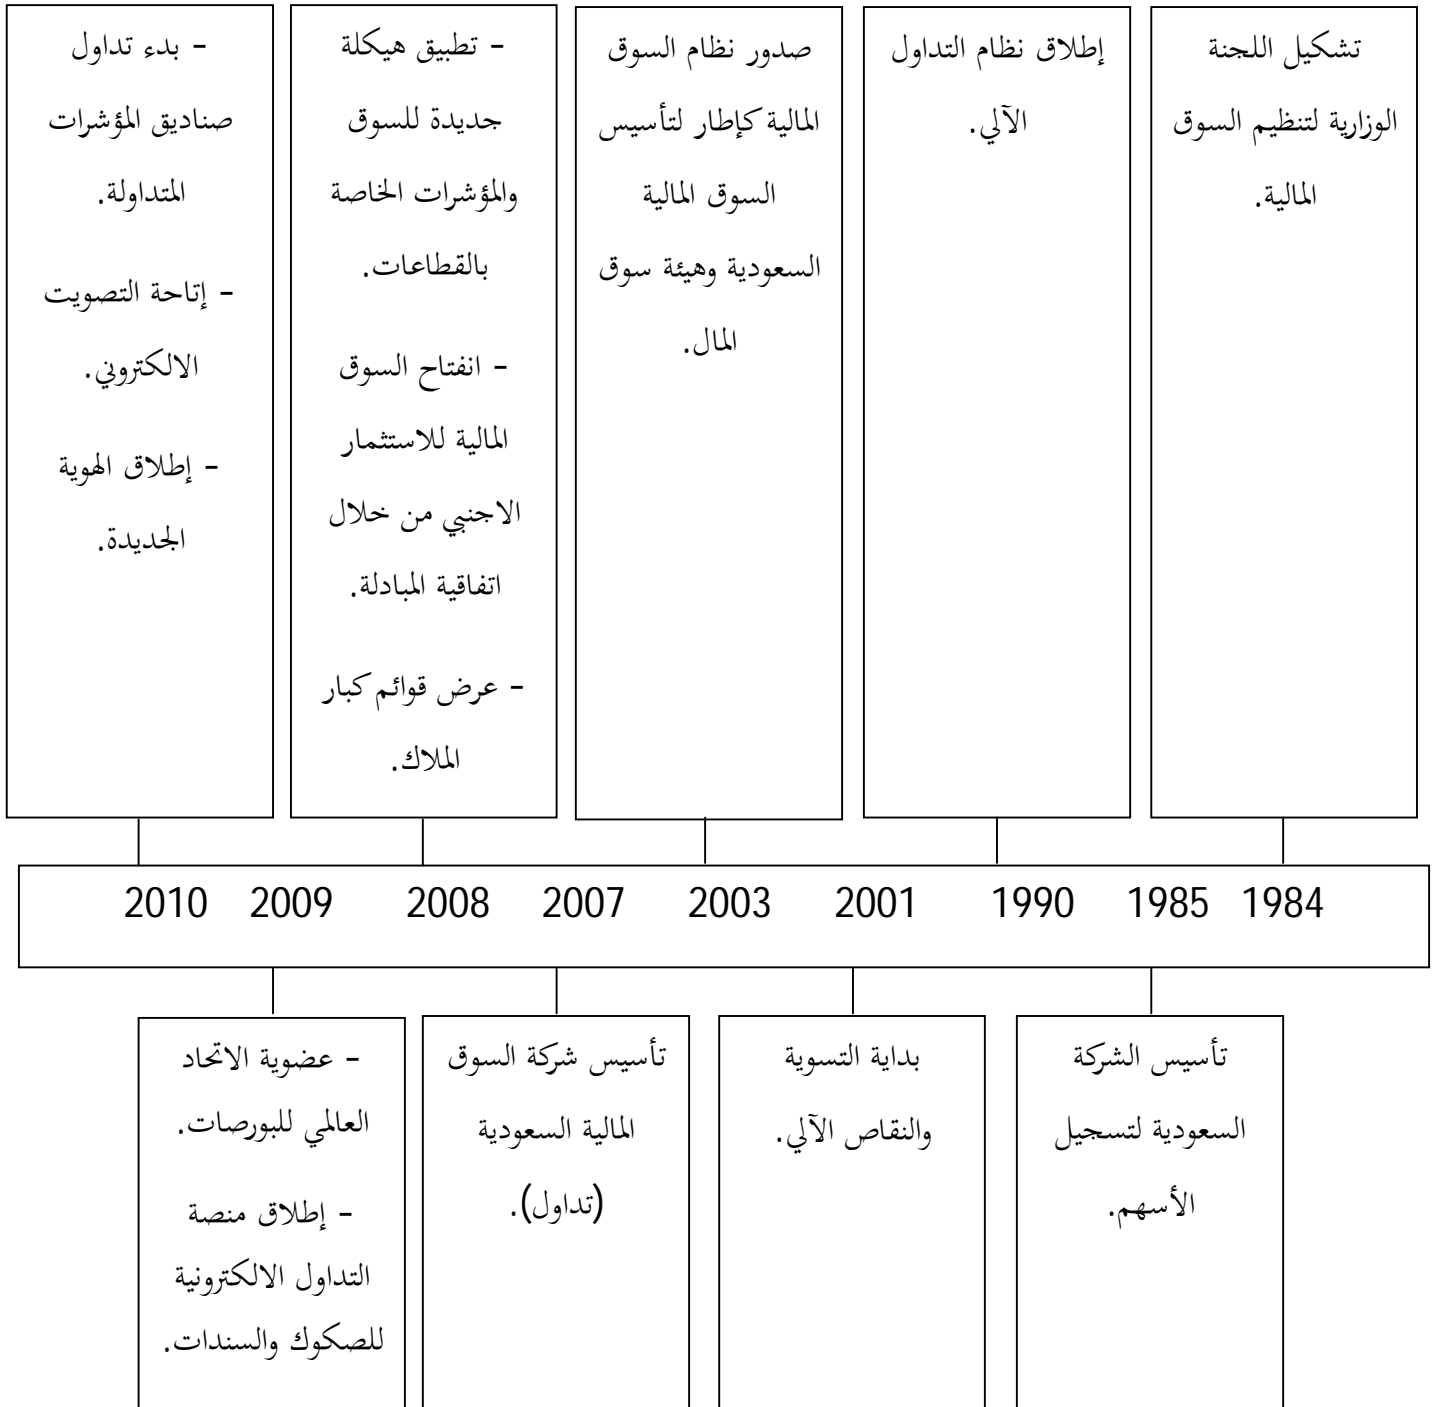 تشكيل اللجنة
الوزارية لتنظيم السوق
المالية.
إطلاق نظام التداول
الآلي.
صدور نظام السوق
المالية كإطار لتأسيس
السوق المالية
السعودية وهيئة سوق
المال.
- تطبيق هيكلة
جديدة للسوق
والمؤشرات الخاصة
بالقطاعات.
- انفتاح السوق
المالية للاستثمار
الاجنبي من خلال
اتفاقية المبادلة.
- عرض قوائم كبار
الملاك.
- بدء تداول
صناديق المؤشرات
المتداولة.
- إتاحة التصويت
الالكتروني.
- إطلاق الهوية
الجديدة.
2010 2009 2008 2007 2003 2001 1990 1985 1984
تأسيس الشركة
السعودية لتسجيل
الأسهم.
بداية التسوية
والنقاص الآلي.
تأسيس شركة السوق
المالية السعودية
(تداول).
- عضوية الاتحاد
العالمي للبورصات.
- إطلاق منصة
التداول الالكترونية
للصكوك والسندات.